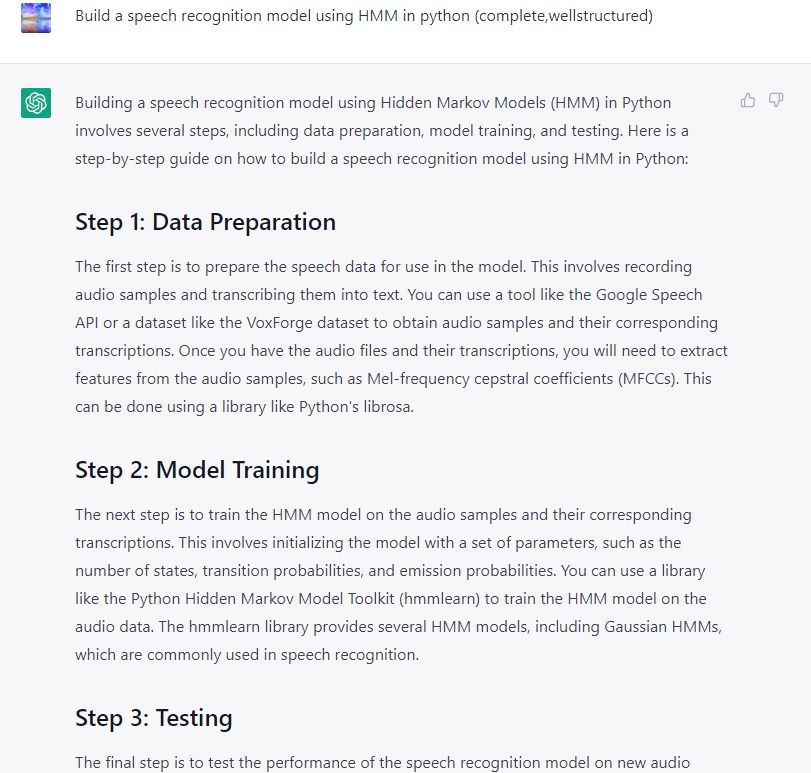 Build a speech recognition model using HMM in python (complete,wellstructured)
Building a speech recognition model using Hidden Markov Models (HMM) in Python
involves several steps, including data preparation, model training, and testing. Here is a
step-by-step guide on how to build a speech recognition model using HMM in Python:
Step 1: Data Preparation
The first step is to prepare the speech data for use in the model. This involves recording
audio samples and transcribing them into text. You can use a tool like the Google Speech
API or a dataset like the VoxForge dataset to obtain audio samples and their corresponding
transcriptions. Once you have the audio files and their transcriptions, you will need to extract
features from the audio samples, such as Mel-frequency cepstral coefficients (MFCCs). This
can be done using a library like Python's librosa.
Step 2: Model Training
The next step is to train the HMM model on the audio samples and their corresponding
transcriptions. This involves initializing the model with a set of parameters, such as the
number of states, transition probabilities, and emission probabilities. You can use a library
like the Python Hidden Markov Model Toolkit (hmmlearn) to train the HMM model on the
audio data. The hmmlearn library provides several HMM models, including Gaussian HMMs,
which are commonly used in speech recognition.
Step 3: Testing
The final step is to test the performance of the speech recognition model on new audio